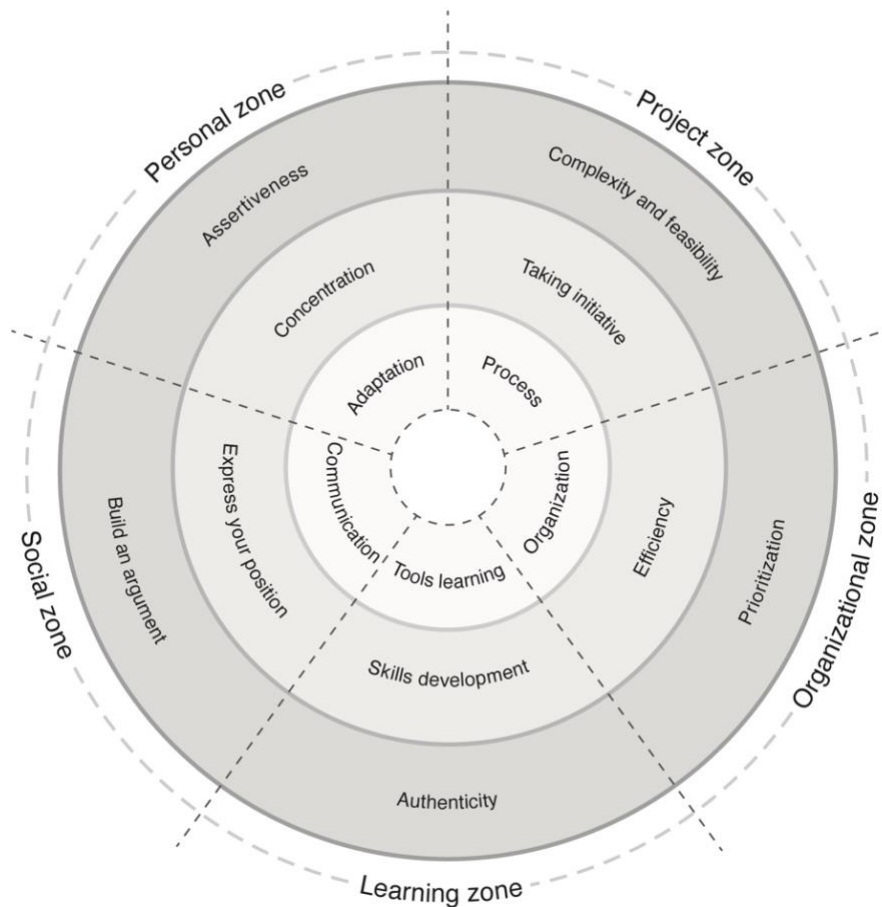 Personal zone
Project zone
Assertiveness
Complexity and feasibility
Concentration
Taking initiative
Adaptation
Process
Communication
Organization
Express your position
Efficiency
Build an argument
Prioritization
Tools learning
Social zone
Organizational zone
Skills development
Authenticity
Learning zone